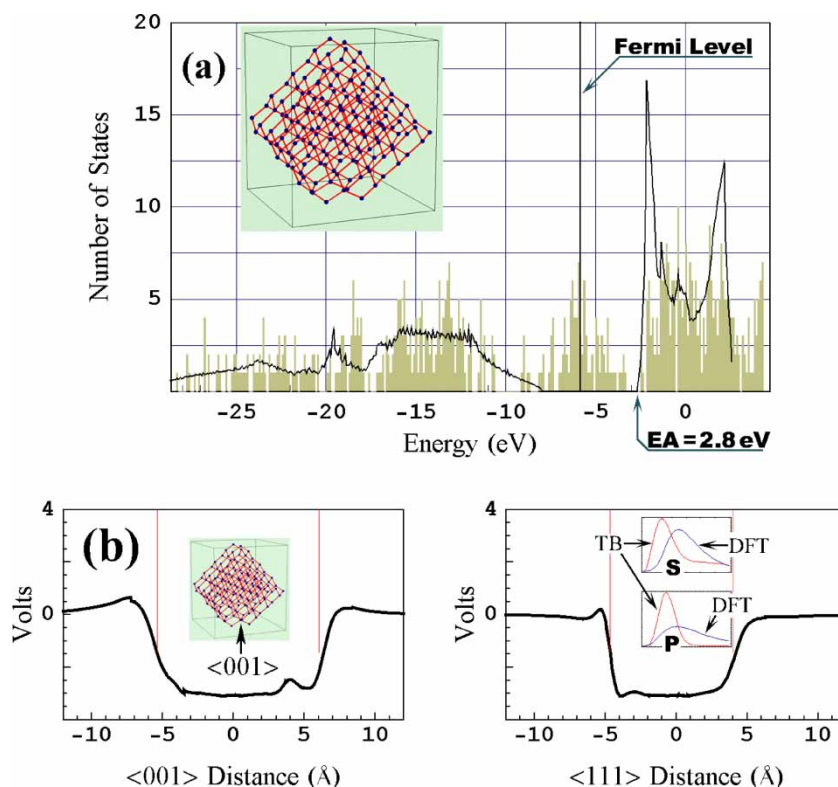 (a)
Fermi Level
Number of States
20
15
10
5
−25 −20 −15 −10 −5 0
Energy (eV)
EA = 2.8 eV
(b)
Volts
4
0
<001>
−10 −5 0 5 10
<001> Distance (Å)
Volts
4
0
TB
DFT
S
DFT
P
−10 −5 0 5 10
<111> Distance (Å)